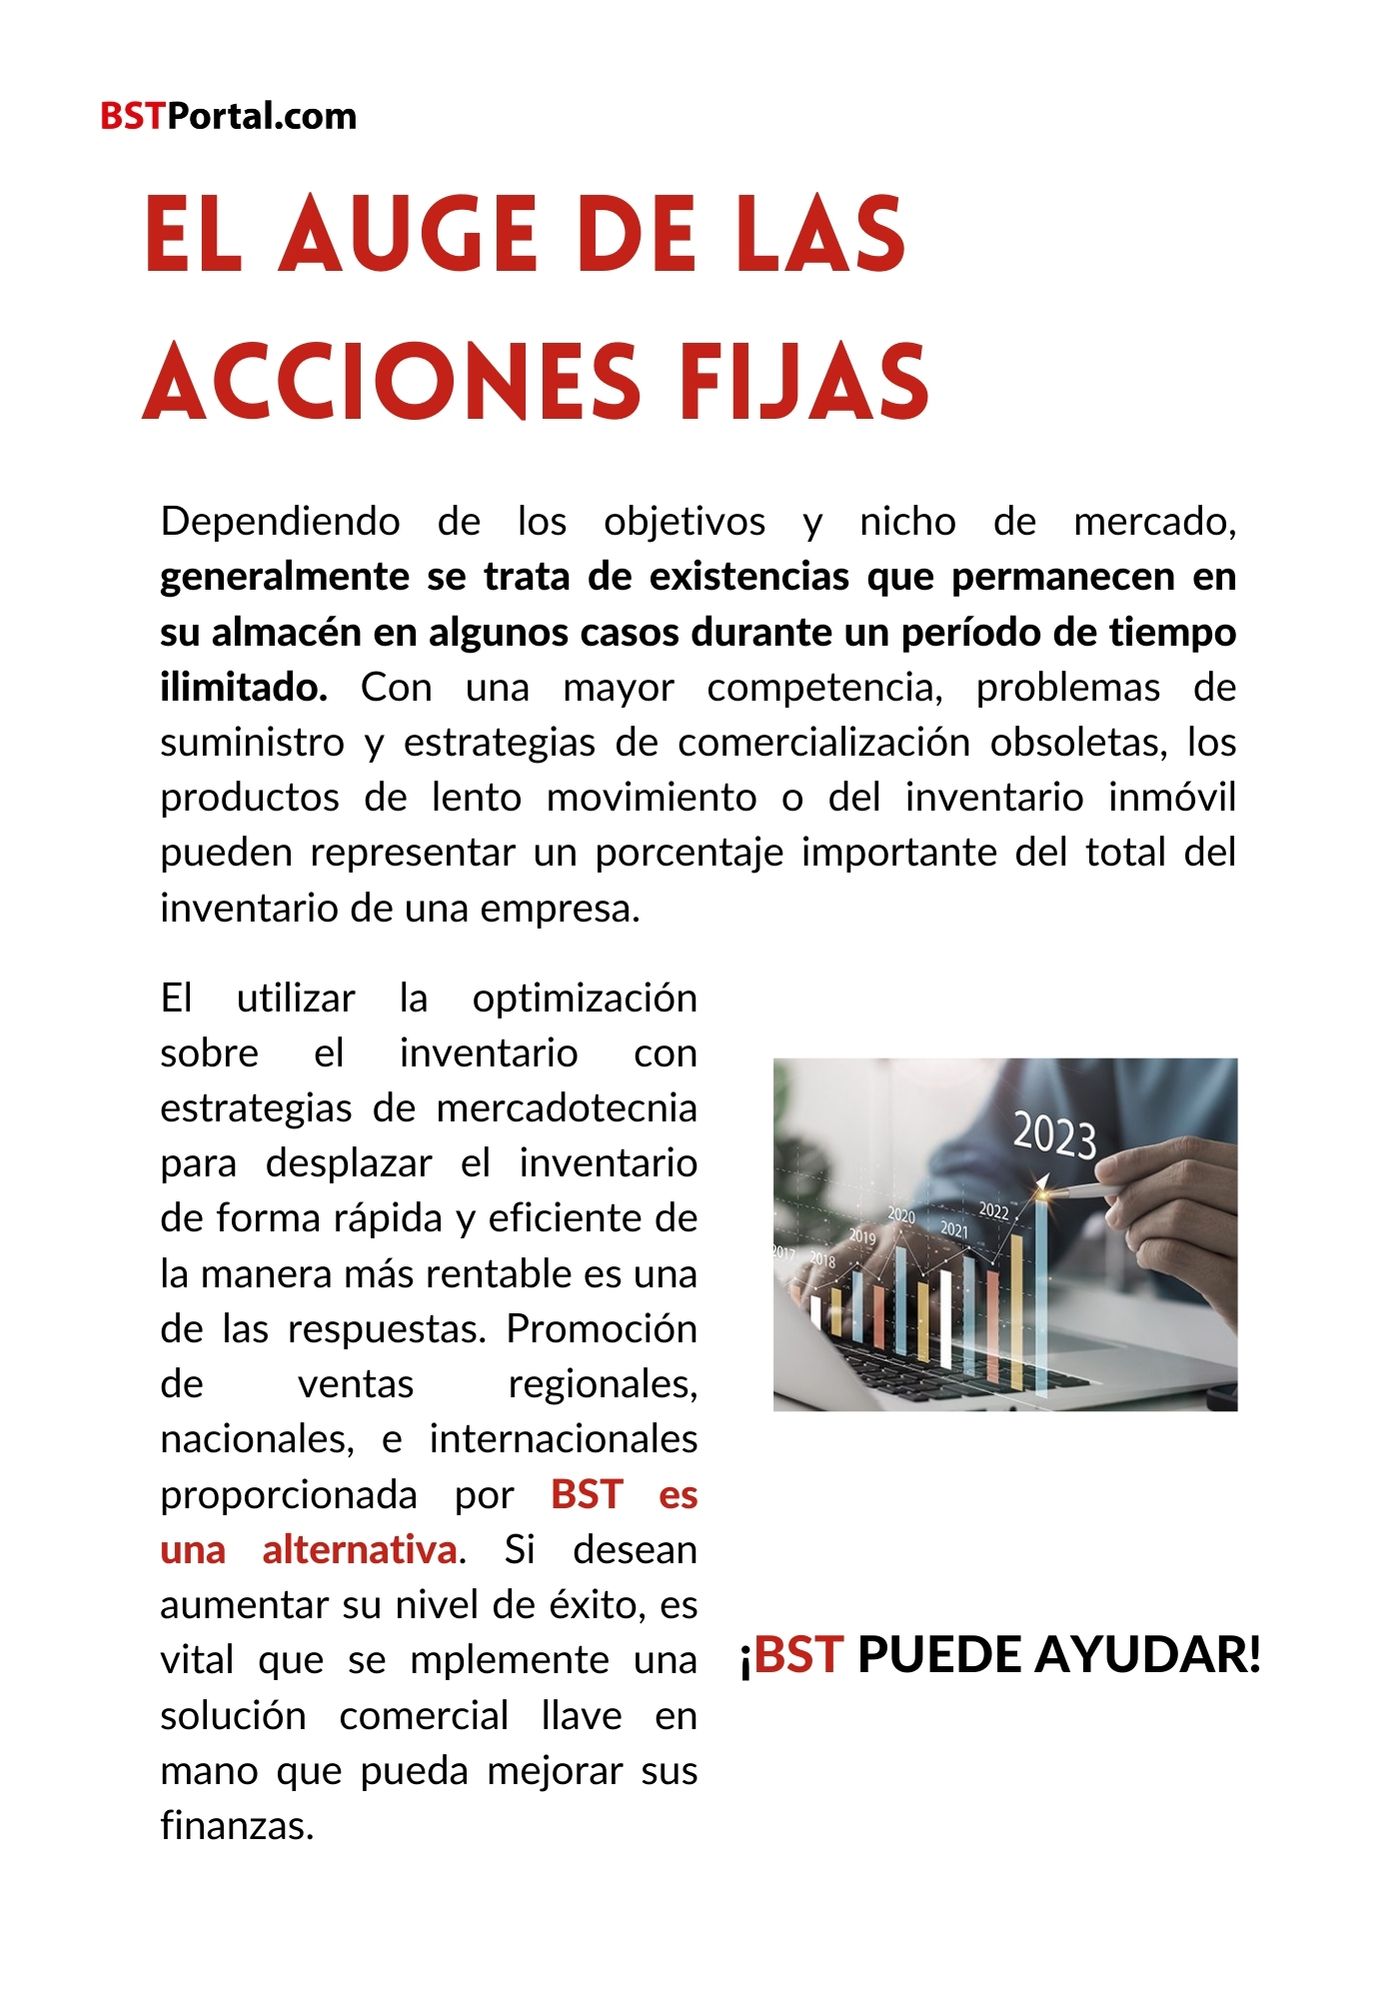 BSTPortal.com
EL AUGE DE LAS
ACCIONES FIJAS
Dependiendo de los objetivos y nicho de mercado,
generalmente se trata de existencias que permanecen en
su almacén en algunos casos durante un período de tiempo
ilimitado. Con una mayor competencia, problemas de
suministro y estrategias de comercialización obsoletas, los
productos de lento movimiento o del inventario inmóvil
pueden representar un porcentaje importante del total del
inventario de una empresa.
El utilizar la optimización
sobre el inventario con
estrategias de mercadotecnia
para desplazar el inventario
de forma rápida y eficiente de
la manera más rentable es una
de las respuestas. Promoción
de ventas regionales,
nacionales, e internacionales
proporcionada por BST es
una alternativa. Si desean
aumentar su nivel de éxito, es
vital que se mplemente una
solución comercial llave en
mano que pueda mejorar sus
finanzas.
2017
2018
2019
2020
2021
2022
2023
¡BST PUEDE AYUDAR!